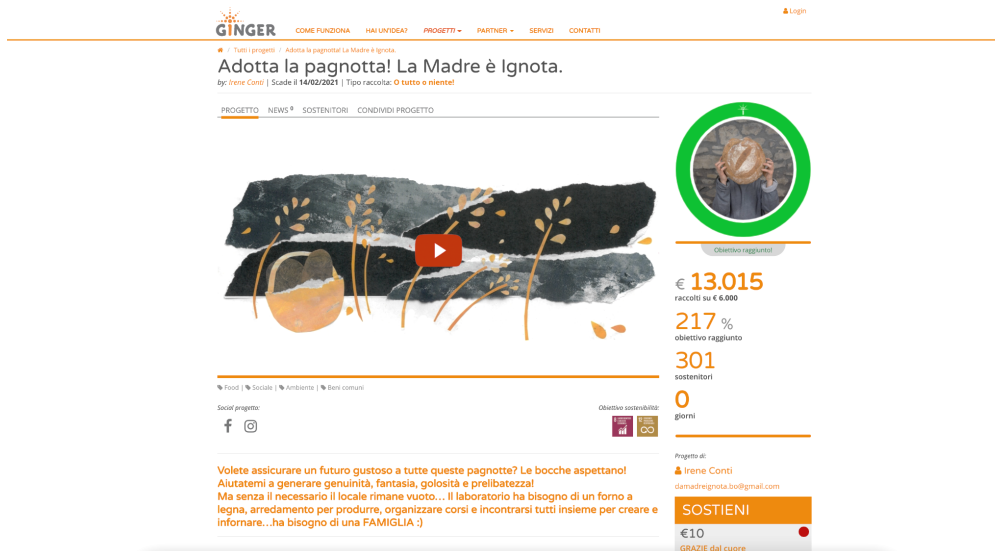 Login
GINGER
COME FUNZIONA HAI UN'IDEA? PROGETTI PARTNER SERVIZI CONTATTI
/ Tutti i progetti / Adotta la pagnotta! La Madre è Ignota.
Adotta la pagnotta! La Madre è Ignota.
by: Irene Conti | Scade il 14/02/2021 | Tipo raccolta: O tutto o niente!
PROGETTO NEWS 0 SOSTENITORI CONDIVIDI PROGETTO
Obiettivo raggiunto!
€ 13.015
raccolti su € 6.000
217 %
obiettivo raggiunto
301
sostenitori
0
giorni
Food | Sociale | Ambiente | Beni comuni
Social progetto:
Obiettivo sostenibilità:
Progetto di:
Irene Conti
damadreignota.bo@gmail.com
Volete assicurare un futuro gustoso a tutte queste pagnotte? Le bocche aspettano!
Aiutatemi a generare genuinità, fantasia, golosità e prelibatezza!
Ma senza il necessario il locale rimane vuoto… Il laboratorio ha bisogno di un forno a
legna, arredamento per produrre, organizzare corsi e incontrarsi tutti insieme per creare e
infornare…ha bisogno di una FAMIGLIA :)
SOSTIENI
€10
GRAZIE dal cuore